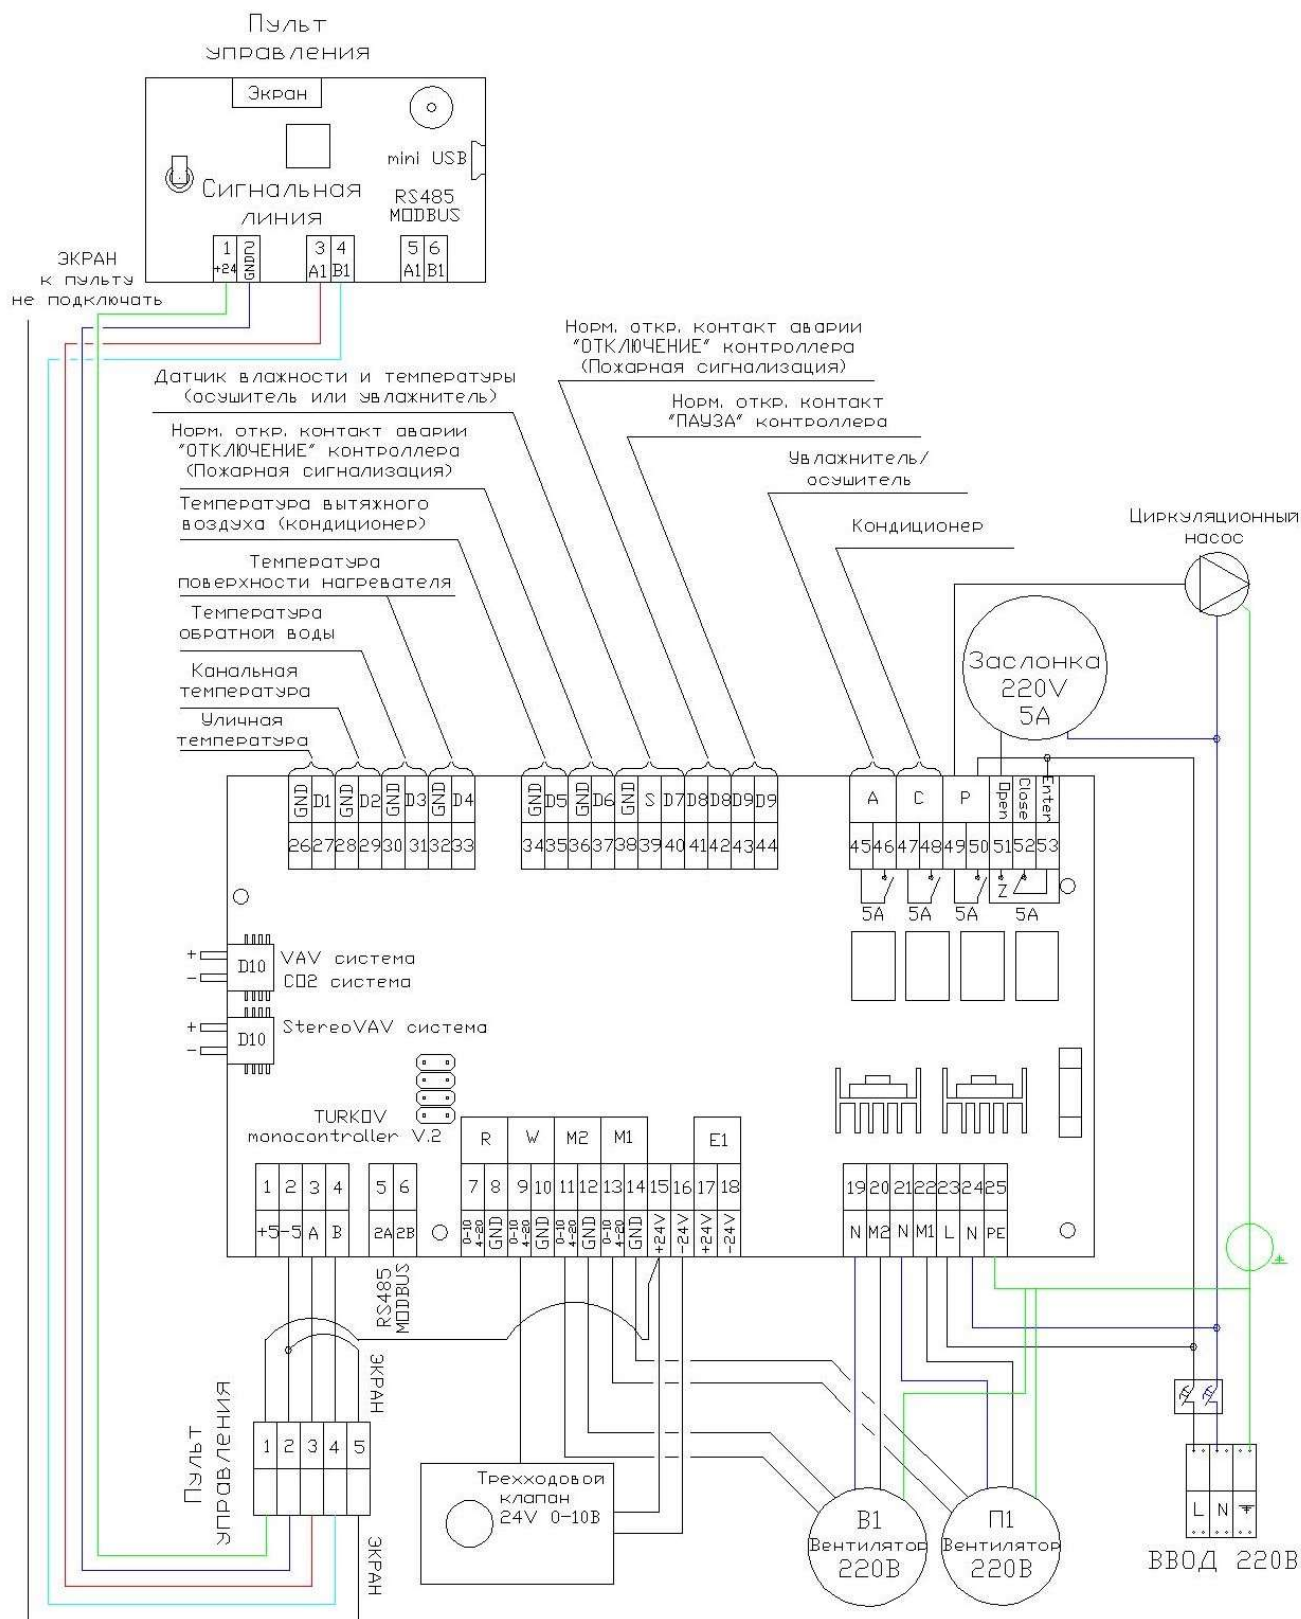 Пульт
управления
Экран
mini USB
Сигнальная
линия
RS485
MODBUS
1 2 3 4 5 6
+24 GND A1 B1 A1 B1
ЭКРАН
к пульту
не подключать
Норм. откр. контакт аварии
"ОТКЛЮЧЕНИЕ" контроллера
(Пожарная сигнализация)
Датчик влажности и температуры
(осушитель или увлажнитель)
Норм. откр. контакт
"ПАУЗА" контроллера
Норм. откр. контакт аварии
"ОТКЛЮЧЕНИЕ" контроллера
(Пожарная сигнализация)
Увлажнитель/
осушитель
Температура вытяжного
воздуха (кондиционер)
Кондиционер
Циркуляционный
насос
Температура
поверхности нагревателя
Температура
обратной воды
Канальная
температура
Уличная
температура
Заслонка
220V
5A
GND D1 GND D2 GND D3 GND D4
26 27 28 29 30 31 32 33
GND D5 GND D6 GND S D7 D8 D8 D9 D9
34 35 36 37 38 39 40 41 42 43 44
A C P Open Close Enter
45 46 47 48 49 50 51 52 53
Z
5A 5A 5A 5A
+
-
D10
VAV система
CO2 система
+
-
D10
StereoVAV система
TURKOV
monocontroller V.2
R W M2 M1 E1
1 2 3 4 5 6 7 8 9 10 11 12 13 14 15 16 17 18
+5 -5 A B 2A 2B 0-10 4-20 GND 0-10 4-20 GND 0-10 4-20 GND 0-10 4-20 GND +24V -24V +24V -24V
19 20 21 22 23 24 25
N M2 N M1 L N PE
RS485
MODBUS
ЭКРАН
Пульт
управления
1 2 3 4 5
ЭКРАН
Трехходовой
клапан
24V 0-10В
В1
Вентилятор
220В
П1
Вентилятор
220В
L N
ВВОД 220В